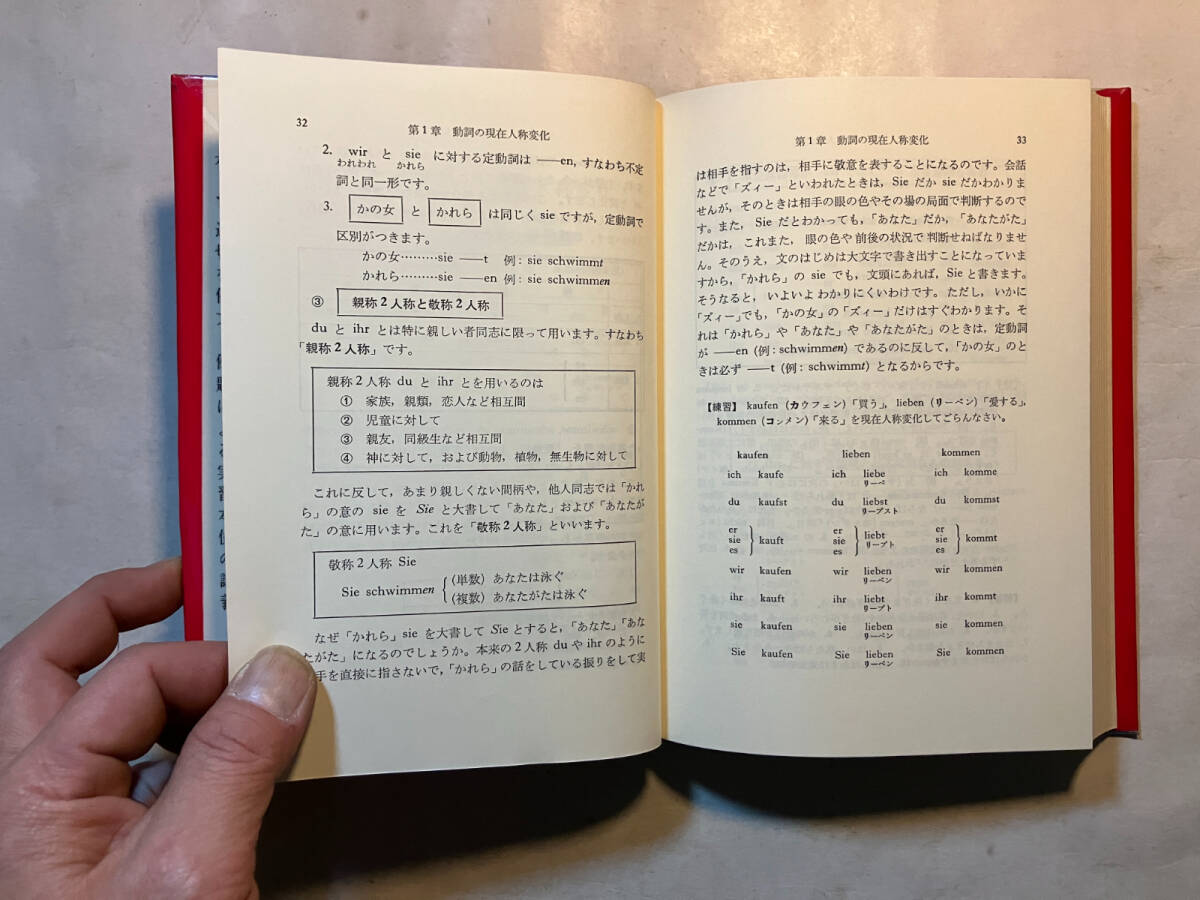 32
第1章 動詞の現在人称変化
2. wir と sie に対する定動詞は ――en, すなわち不定
われわれ かれら
詞と同一形です。
3. かの女 と かれら は同じく sie ですが, 定動詞で
区別がつきます。
かの女………sie ――t 例: sie schwimmt
かれら………sie ――en 例: sie schwimmen
③ 親称2人称と敬称2人称
du と ihr とは特に親しい者同志に限って用います。すなわち
「親称2人称」です。
親称2人称 du と ihr とを用いるのは
① 家族, 親類, 恋人など相互間
② 児童に対して
③ 親友, 同級生など相互間
④ 神に対して, および動物, 植物, 無生物に対して
これに反して, あまり親しくない間柄や, 他人同志では「かれ
ら」の意の sie を Sie と大書して「あなた」および「あなたが
た」の意に用います。これを「敬称2人称」といいます。
敬称2人称 Sie
Sie schwimmen {(単数) あなたは泳ぐ
(複数) あなたがたは泳ぐ
なぜ「かれら」sie を大書して Sie とすると,「あなた」「あな
たがた」になるのでしょうか。本来の2人称 du や ihr のように
手を直接に指さないで,「かれら」の話をしている振りをして実
第1章 動詞の現在人称変化
33
は相手を指すのは, 相手に敬意を表することになるのです。会話
などで「ズィー」といわれたときは, Sie だか sie だかわかりま
せんが, そのときは相手の眼の色やその場の局面で判断するので
す。また, Sie だとわかっても,「あなた」だか,「あなたがた」
だかは, これまた, 眼の色や前後の状況で判断せねばなりませ
ん。そのうえ, 文のはじめは大文字で書き出すことになっていま
すから,「かれら」の sie でも, 文頭にあれば, Sie と書きます。
そうなると, いよいよわかりにくいわけです。ただし, いかに
「ズィー」でも,「かの女」の「ズィー」だけはすぐわかります。そ
れは「かれら」や「あなた」や「あなたがた」のときは, 定動詞
が ――en (例: schwimmen) であるのに反して,「かの女」のと
きは必ず ――t (例: schwimmt) となるからです。
【練習】 kaufen (カウフェン)「買う」, lieben (リーベン)「愛する」,
kommen (コンメン)「来る」を現在人称変化してごらんなさい。
kaufen lieben kommen
ich kaufe ich liebe ich komme
リーベ
du kaufst du liebst du kommst
リープスト
er er er
sie } kauft sie } liebt sie } kommt
リープト
es es es
wir kaufen wir lieben wir kommen
リーベン
ihr kauft ihr liebt ihr kommt
リープト
sie kaufen sie lieben sie kommen
リーベン
Sie kaufen Sie lieben Sie kommen
リーベン